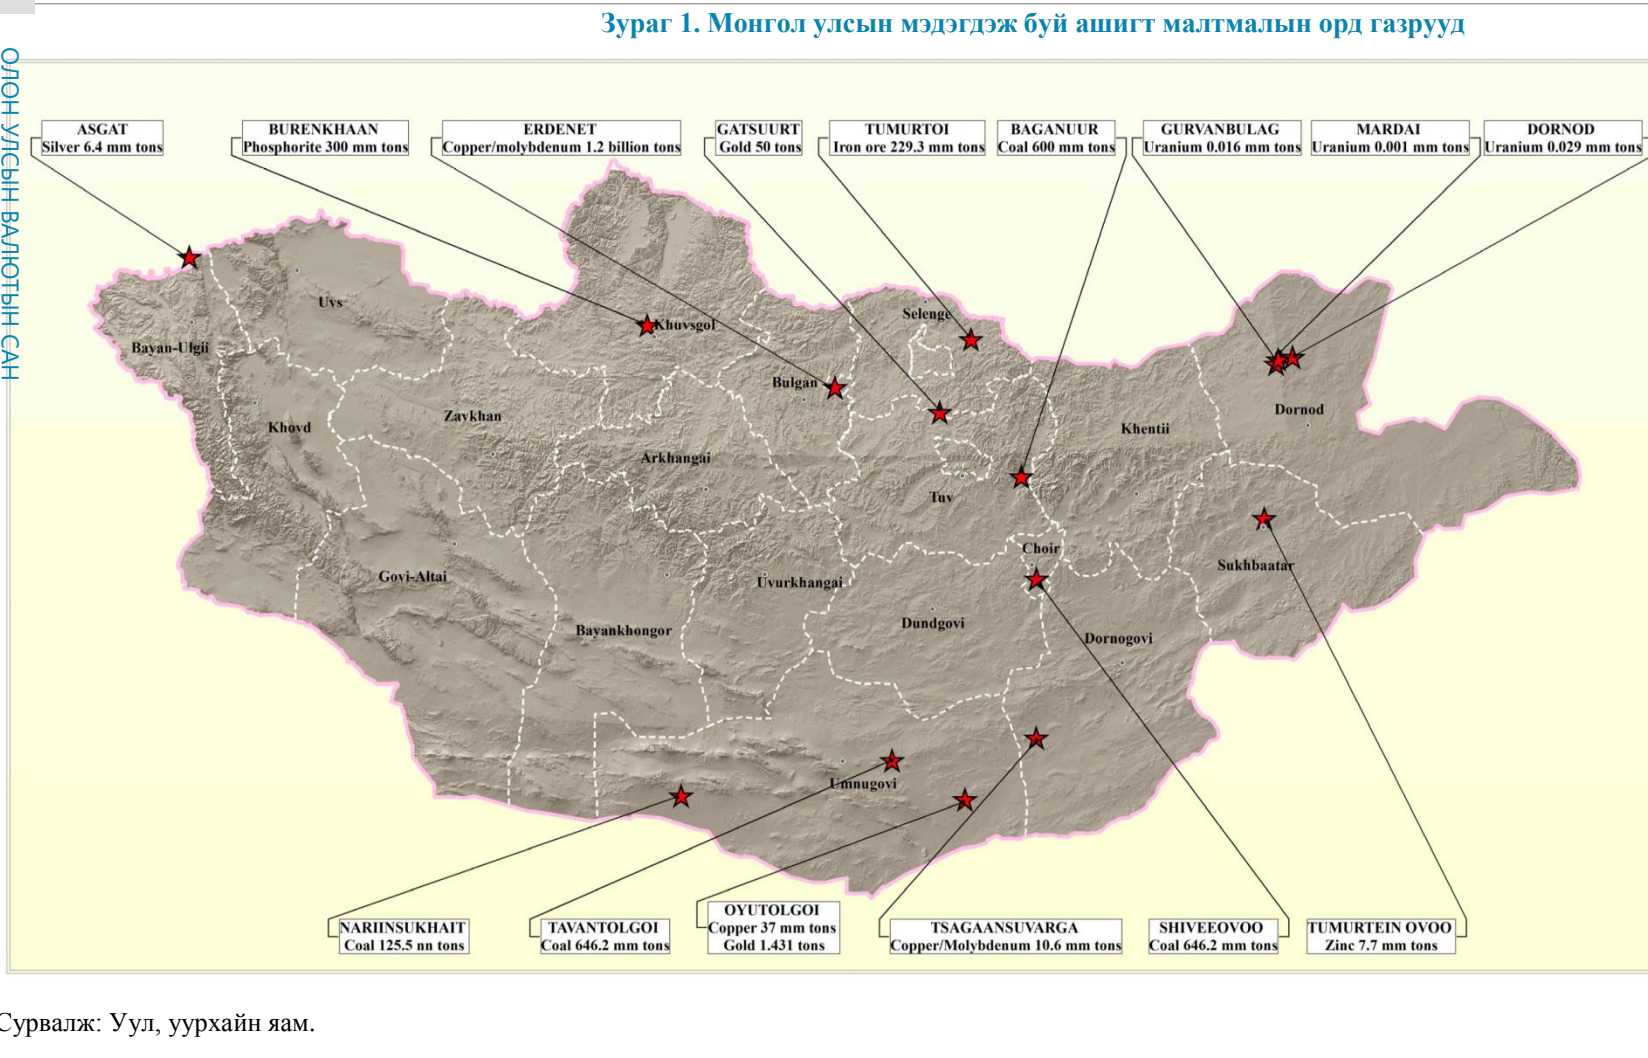 Зураг 1. Монгол улсын мэдэгдэж буй ашигт малтмалын орд газрууд
ОЛОН УЛСЫН ВАЛЮТЫН САН
ASGAT
Silver 6.4 mm tons
BURENKHAAN
Phosphorite 300 mm tons
ERDENET
Copper/molybdenum 1.2 billion tons
GATSUURT
Gold 50 tons
TUMURTOI
Iron ore 229.3 mm tons
BAGANUUR
Coal 600 mm tons
GURVANBULAG
Uranium 0.016 mm tons
MARDAI
Uranium 0.001 mm tons
DORNOD
Uranium 0.029 mm tons
Uvs
Selenge
Khuvsgol
Bayan-Ulgii
Bulgan
Dornod
Zavkhan
Khovd
Khentii
Arkhangai
Tuv
Choir
Sukhbaatar
Govi-Altai
Uvurkhangai
Dundgovi
Bayankhongor
Dornogovi
Umnugovi
NARIINSUKHAIT
Coal 125.5 nn tons
TAVANTOLGOI
Coal 646.2 mm tons
OYUTOLGOI
Copper 37 mm tons
Gold 1.431 tons
TSAGAANSUVARGA
Copper/Molybdenum 10.6 mm tons
SHIVEEOVOO
Coal 646.2 mm tons
TUMURTEIN OVOO
Zinc 7.7 mm tons
Сурвалж: Уул, уурхайн яам.